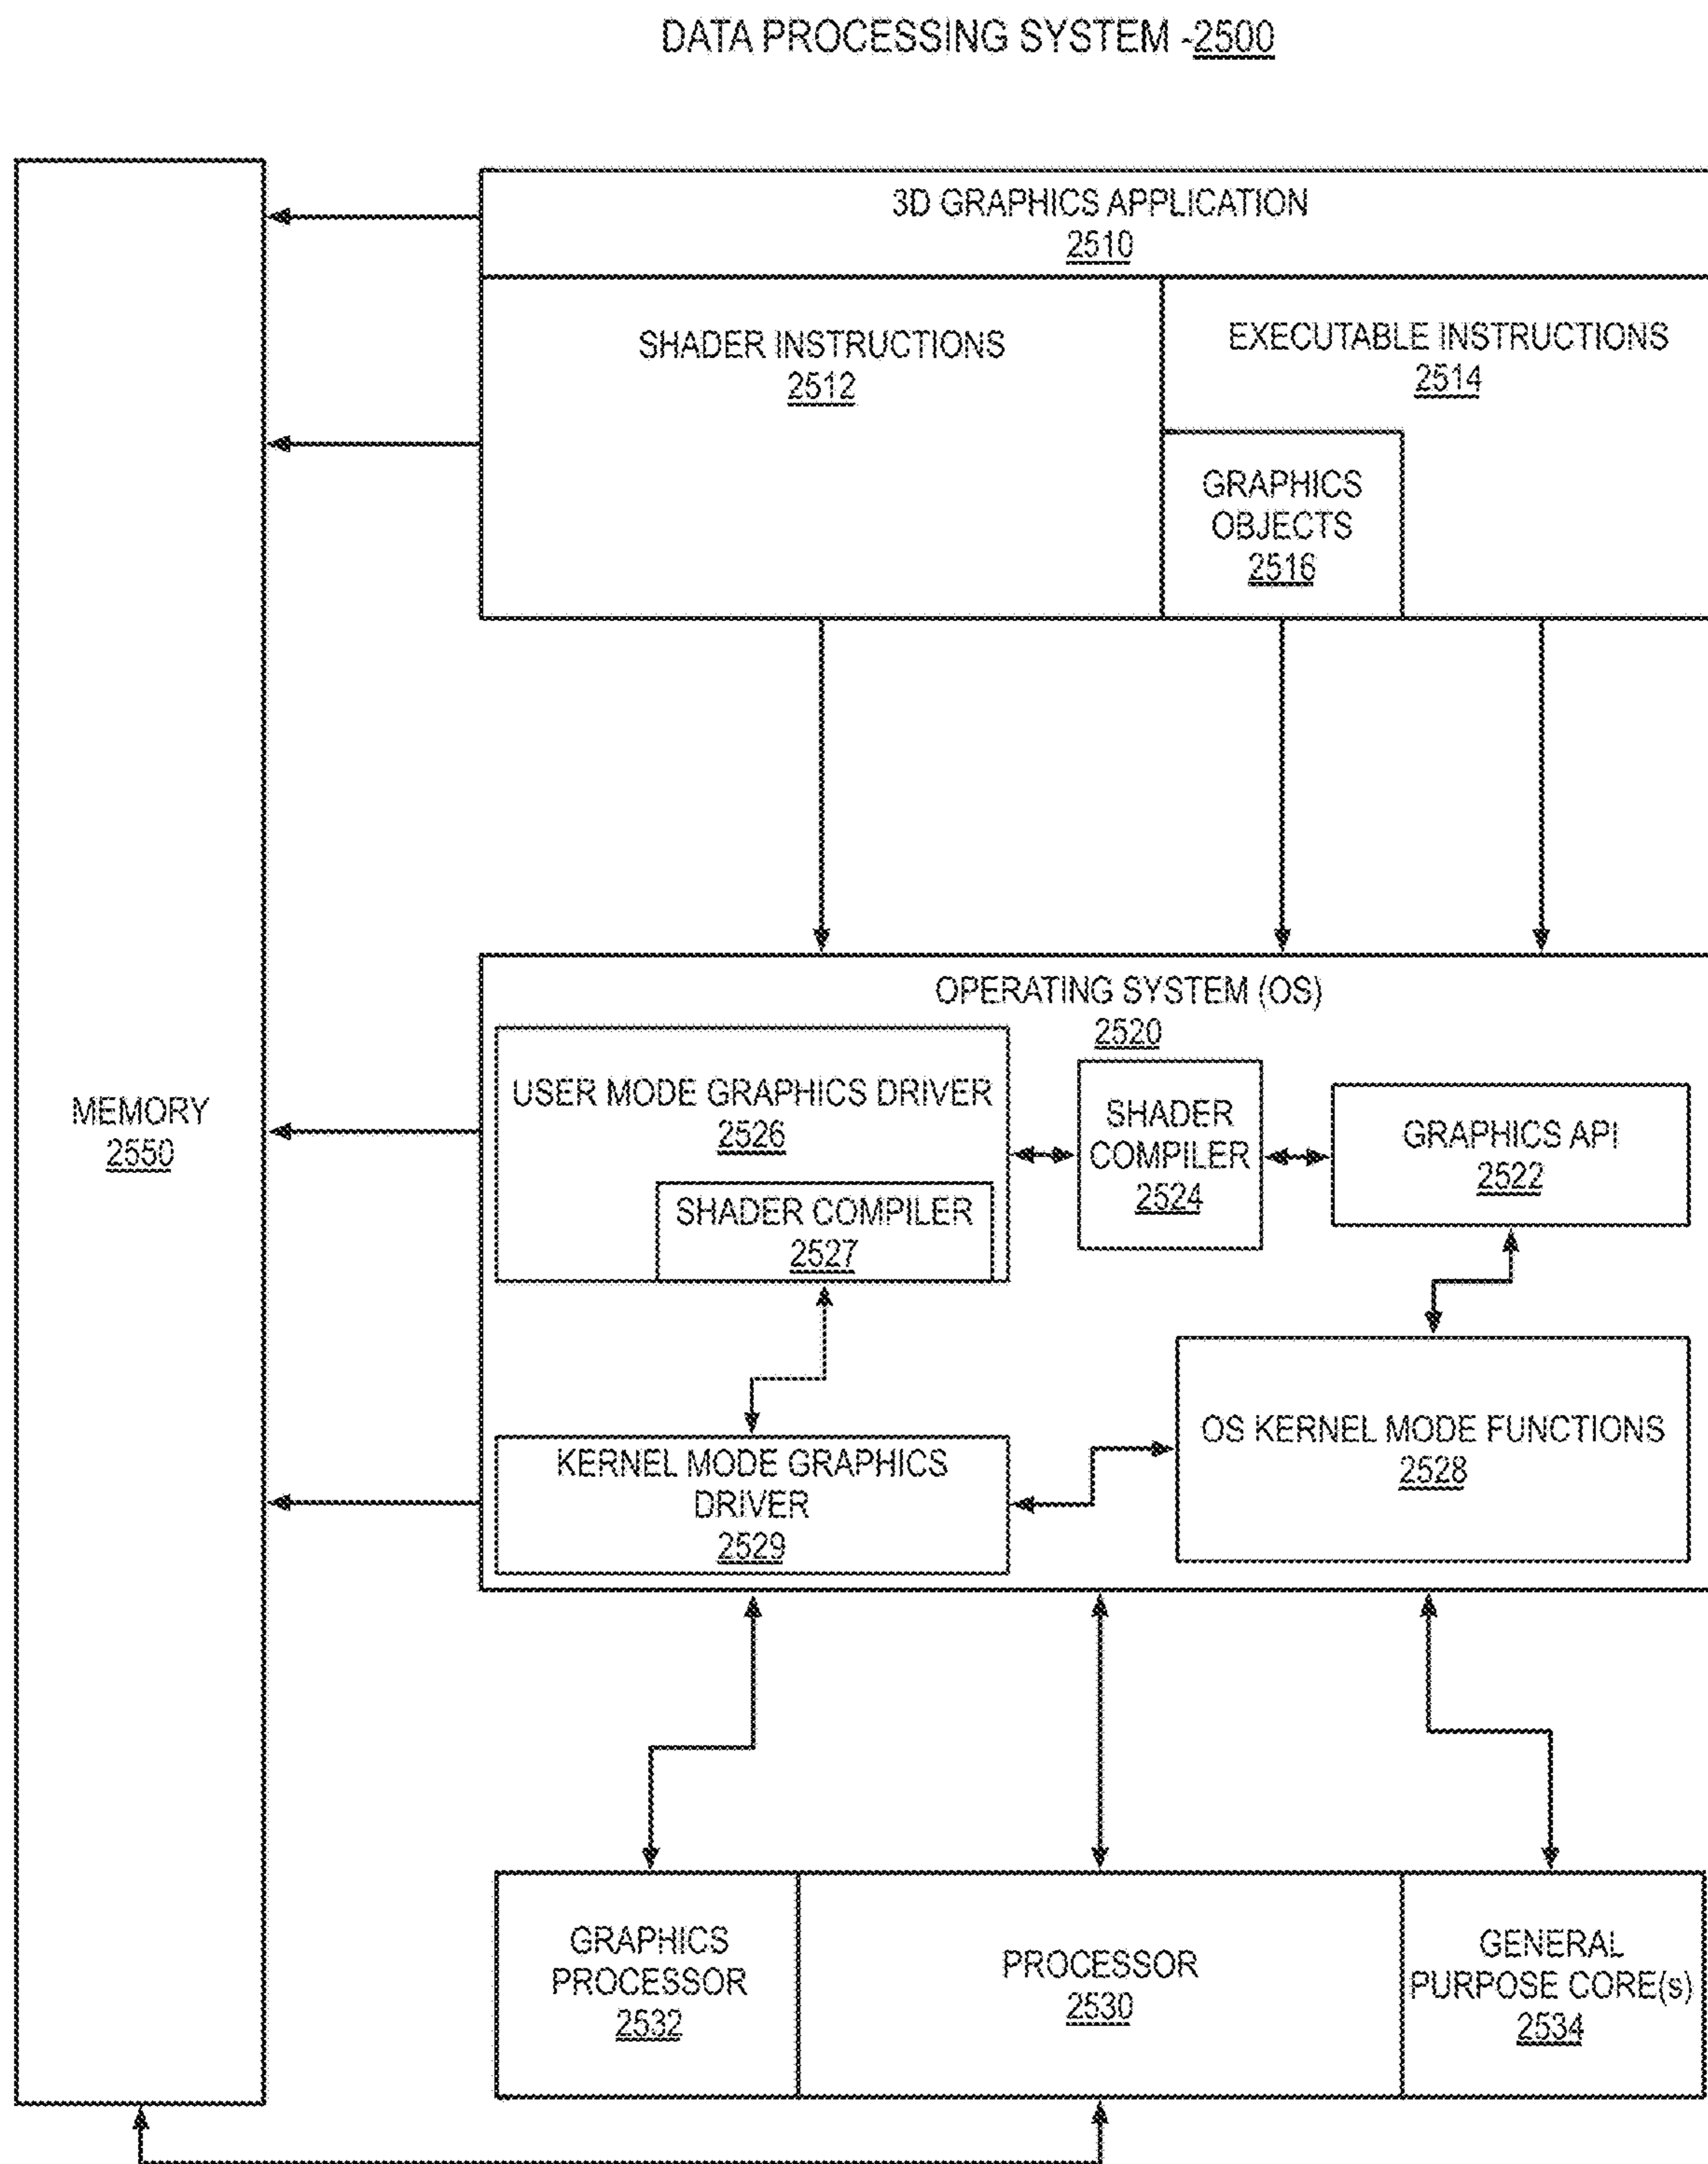 DATA PROCESSING SYSTEM -2500
3D GRAPHICS APPLICATION
2510
SHADER INSTRUCTIONS
2512
EXECUTABLE INSTRUCTIONS
2514
GRAPHICS
OBJECTS
2516
OPERATING SYSTEM (OS)
2520
USER MODE GRAPHICS DRIVER
2526
SHADER COMPILER
2527
SHADER
COMPILER
2524
GRAPHICS API
2522
MEMORY
2550
KERNEL MODE GRAPHICS
DRIVER
2529
OS KERNEL MODE FUNCTIONS
2528
GRAPHICS
PROCESSOR
2532
PROCESSOR
2530
GENERAL
PURPOSE CORE(s)
2534